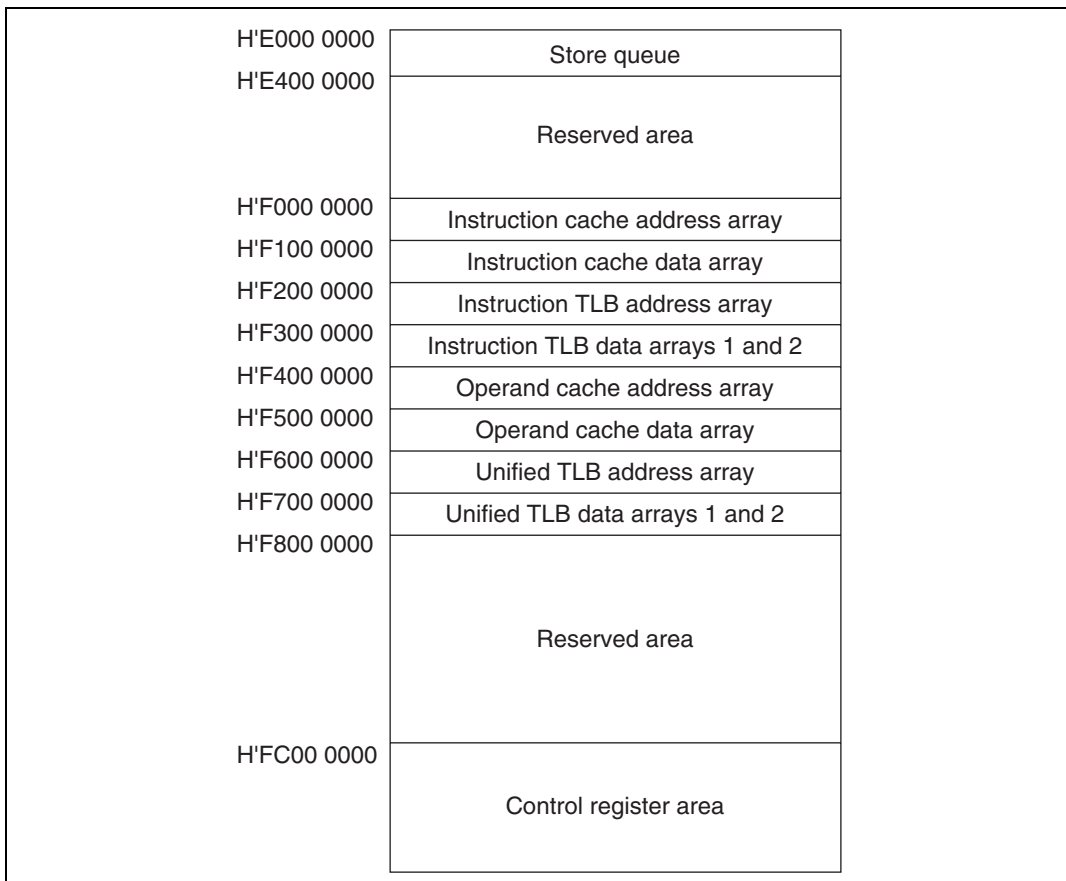 H'E000 0000
Store queue
H'E400 0000
Reserved area
H'F000 0000
Instruction cache address array
H'F100 0000
Instruction cache data array
H'F200 0000
Instruction TLB address array
H'F300 0000
Instruction TLB data arrays 1 and 2
H'F400 0000
Operand cache address array
H'F500 0000
Operand cache data array
H'F600 0000
Unified TLB address array
H'F700 0000
Unified TLB data arrays 1 and 2
H'F800 0000
Reserved area
H'FC00 0000
Control register area